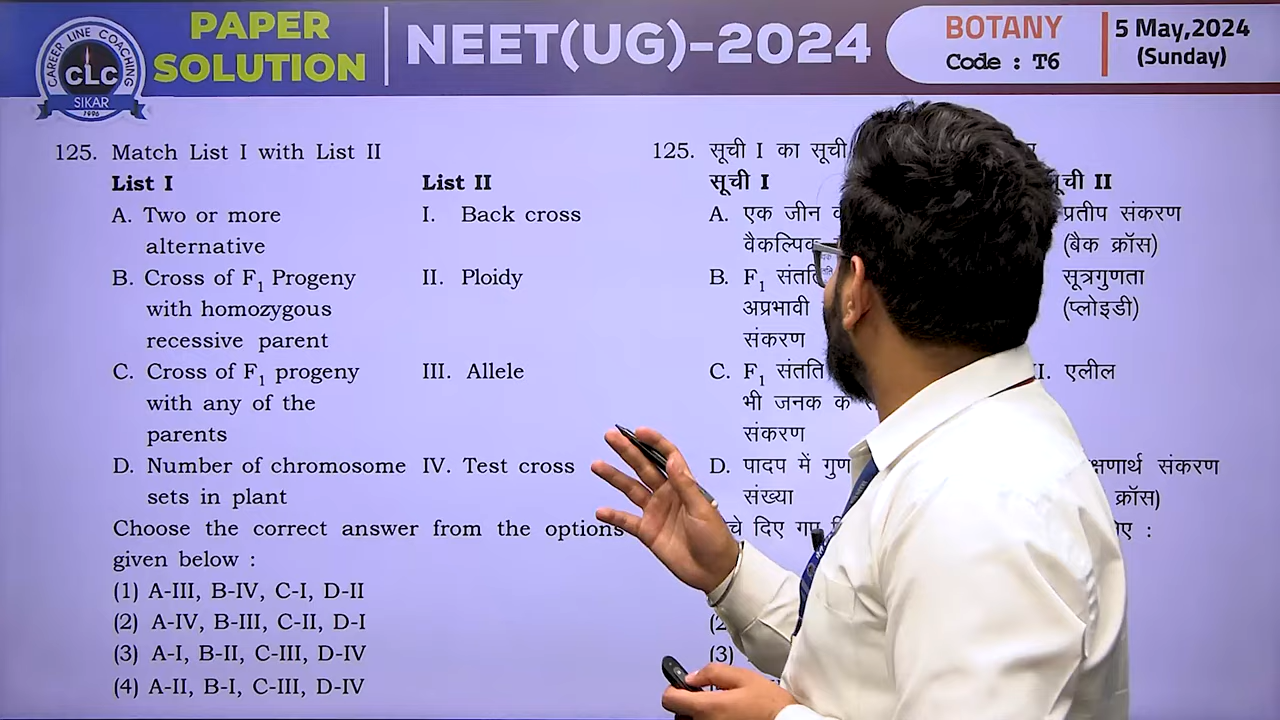 CAREER LINE COACHING
CLC
SIKAR
1996
PAPER
SOLUTION
NEET(UG)-2024
BOTANY
Code : T6
5 May,2024
(Sunday)
125. Match List I with List II
List I List II
A. Two or more I. Back cross
alternative
B. Cross of F₁ Progeny II. Ploidy
with homozygous
recessive parent
C. Cross of F₁ progeny III. Allele
with any of the
parents
D. Number of chromosome IV. Test cross
sets in plant
Choose the correct answer from the options
given below :
(1) A-III, B-IV, C-I, D-II
(2) A-IV, B-III, C-II, D-I
(3) A-I, B-II, C-III, D-IV
(4) A-II, B-I, C-III, D-IV
125. सूची I का सूची
सूची I II
A. एक जीन प्रतीप संकरण
(बैक क्रॉस)
B. F₁ सूत्रगुणता
अप्रभावी (प्लोइडी)
संकरण
C. F₁ संतति एलील
भी जनक
संकरण
D. पादप में संकरण
संख्या क्रॉस)
दिए :
(2
(3)